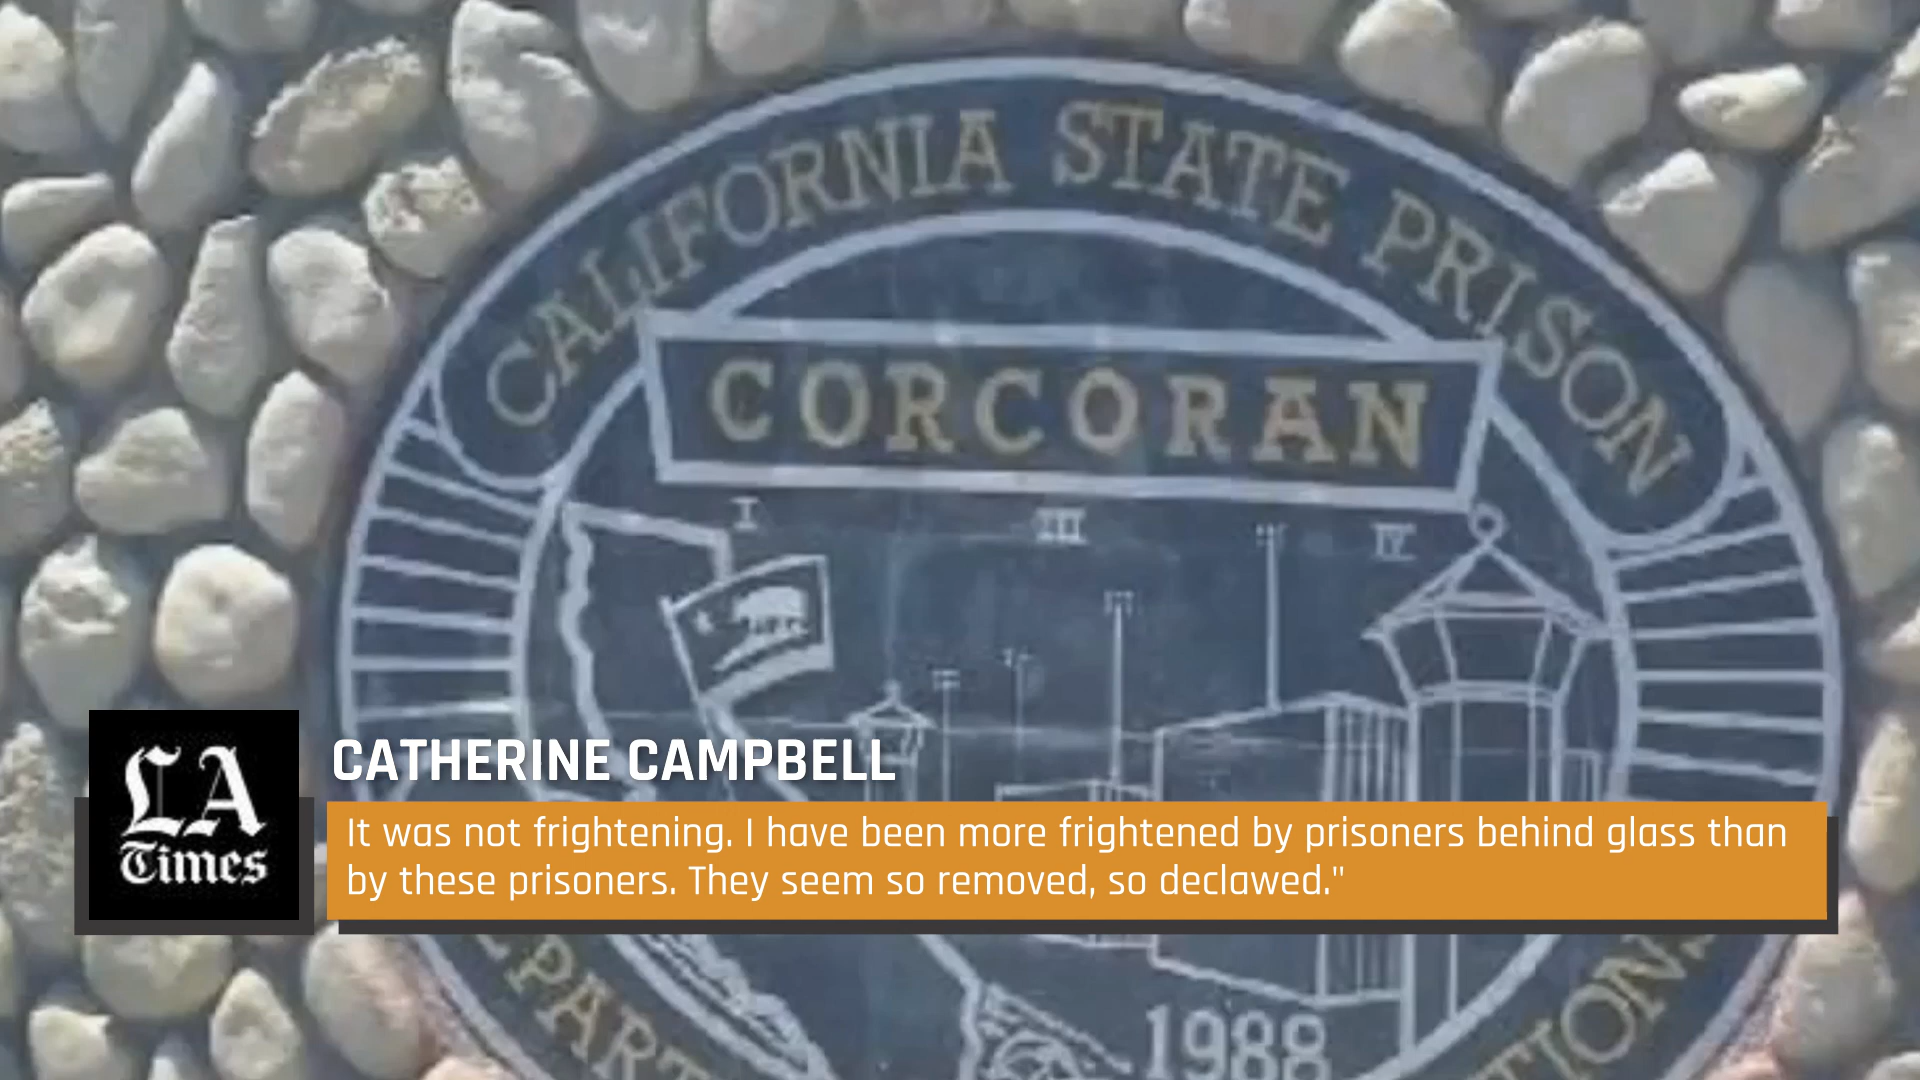 CALIFORNIA STATE PRISON
CORCORAN
I III IV
LA
Times
CATHERINE CAMPBELL
It was not frightening. I have been more frightened by prisoners behind glass than
by these prisoners. They seem so removed, so declawed."
1988